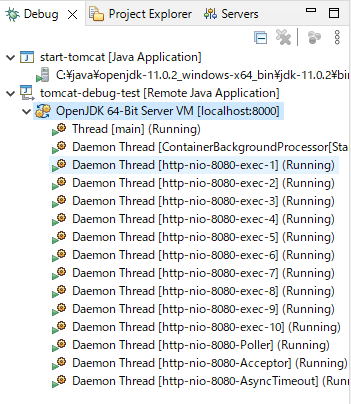 Debug Project Explorer Servers
start-tomcat [Java Application]
C:¥java¥openjdk-11.0.2_windows-x64_bin¥jdk-11.0.2¥bin
tomcat-debug-test [Remote Java Application]
OpenJDK 64-Bit Server VM [localhost:8000]
Thread [main] (Running)
Daemon Thread [ContainerBackgroundProcessor[Sta
Daemon Thread [http-nio-8080-exec-1] (Running)
Daemon Thread [http-nio-8080-exec-2] (Running)
Daemon Thread [http-nio-8080-exec-3] (Running)
Daemon Thread [http-nio-8080-exec-4] (Running)
Daemon Thread [http-nio-8080-exec-5] (Running)
Daemon Thread [http-nio-8080-exec-6] (Running)
Daemon Thread [http-nio-8080-exec-7] (Running)
Daemon Thread [http-nio-8080-exec-8] (Running)
Daemon Thread [http-nio-8080-exec-9] (Running)
Daemon Thread [http-nio-8080-exec-10] (Running)
Daemon Thread [http-nio-8080-Poller] (Running)
Daemon Thread [http-nio-8080-Acceptor] (Running)
Daemon Thread [http-nio-8080-AsyncTimeout] (Running)